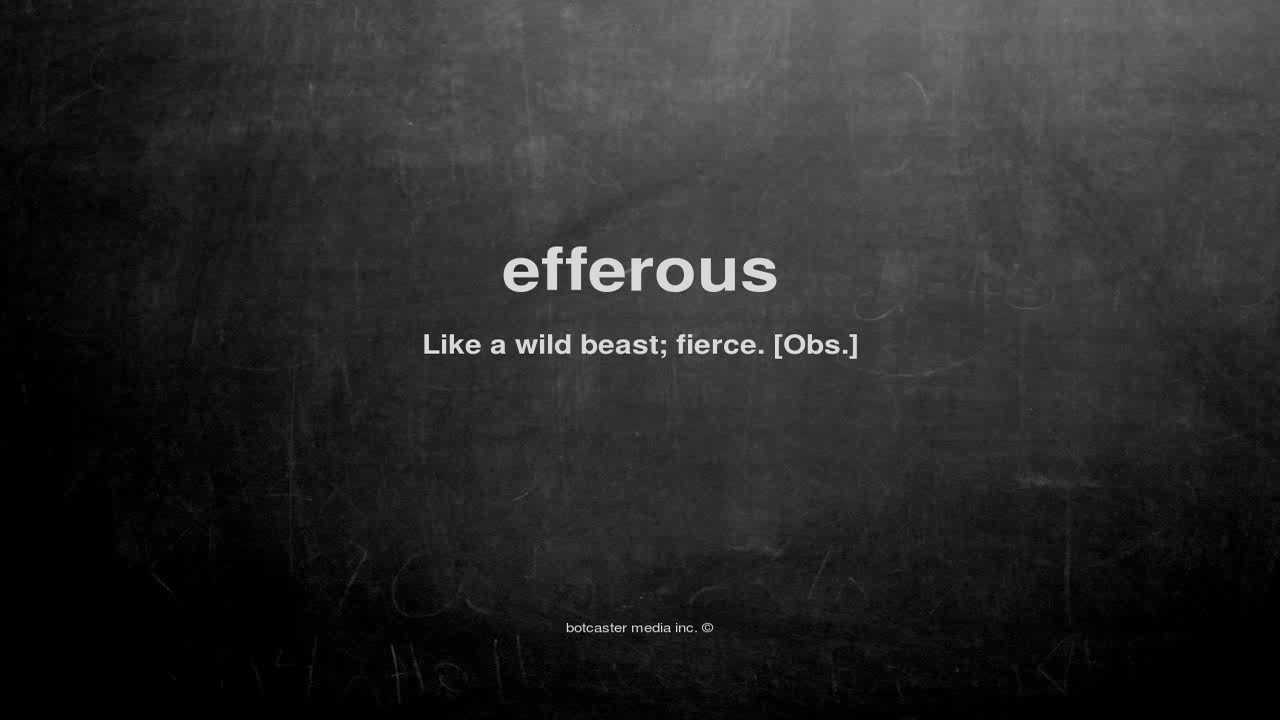 efferous
Like a wild beast; fierce. [Obs.]
botcaster media inc. ©